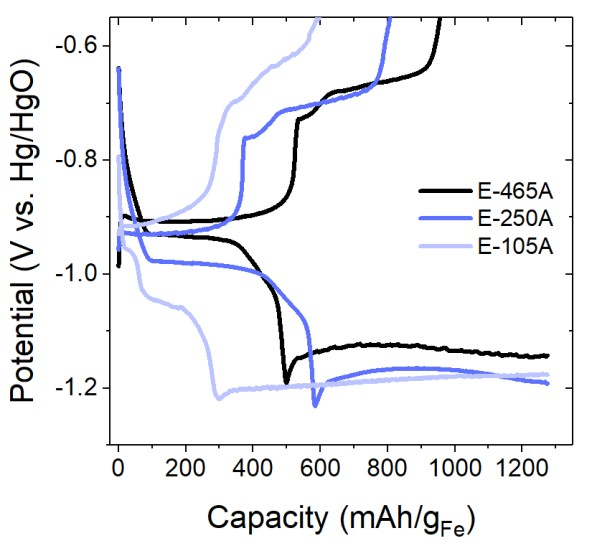 Potential (V vs. Hg/HgO)
-0.6
-0.8
-1.0
-1.2
E-465A
E-250A
E-105A
0 200 400 600 800 1000 1200
Capacity (mAh/gFe)